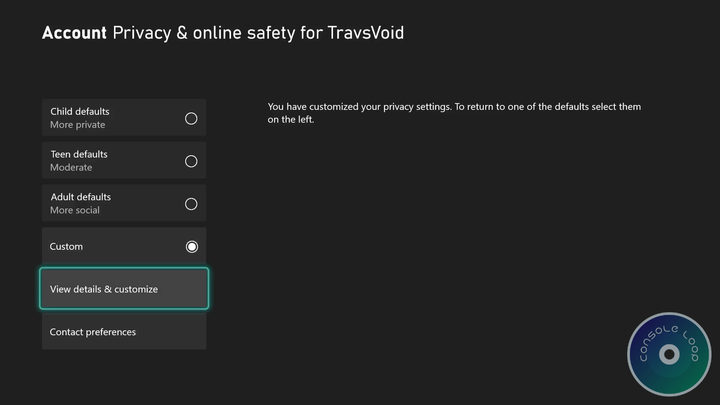 Account Privacy & online safety for TravsVoid
Child defaults
More private
Teen defaults
Moderate
Adult defaults
More social
Custom
View details & customize
Contact preferences
You have customized your privacy settings. To return to one of the defaults select them
on the left.
CONSOLE LOOP